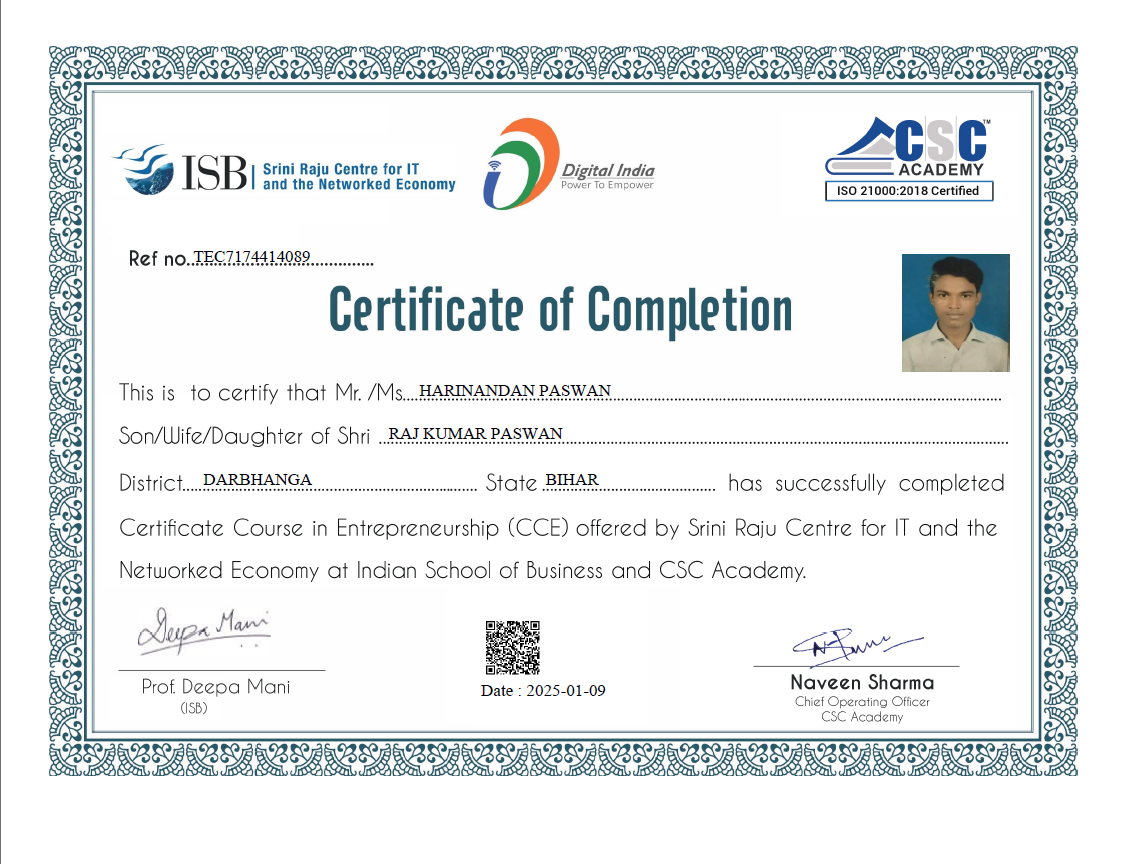 ISB
Srini Raju Centre for IT
and the Networked Economy
Digital India
Power To Empower
CSC™
ACADEMY
ISO 21000:2018 Certified
Ref no..TEC7174414089..............
Certificate of Completion
This is to certify that Mr. /Ms....HARINANDAN PASWAN
Son/Wife/Daughter of Shri ..RAJ KUMAR PASWAN
District.....DARBHANGA State .BIHAR has successfully completed
Certificate Course in Entrepreneurship (CCE) offered by Srini Raju Centre for IT and the
Networked Economy at Indian School of Business and CSC Academy.
Deepa Mani
Prof. Deepa Mani
(ISB)
Date : 2025-01-09
Naveen Sharma
Chief Operating Officer
CSC Academy